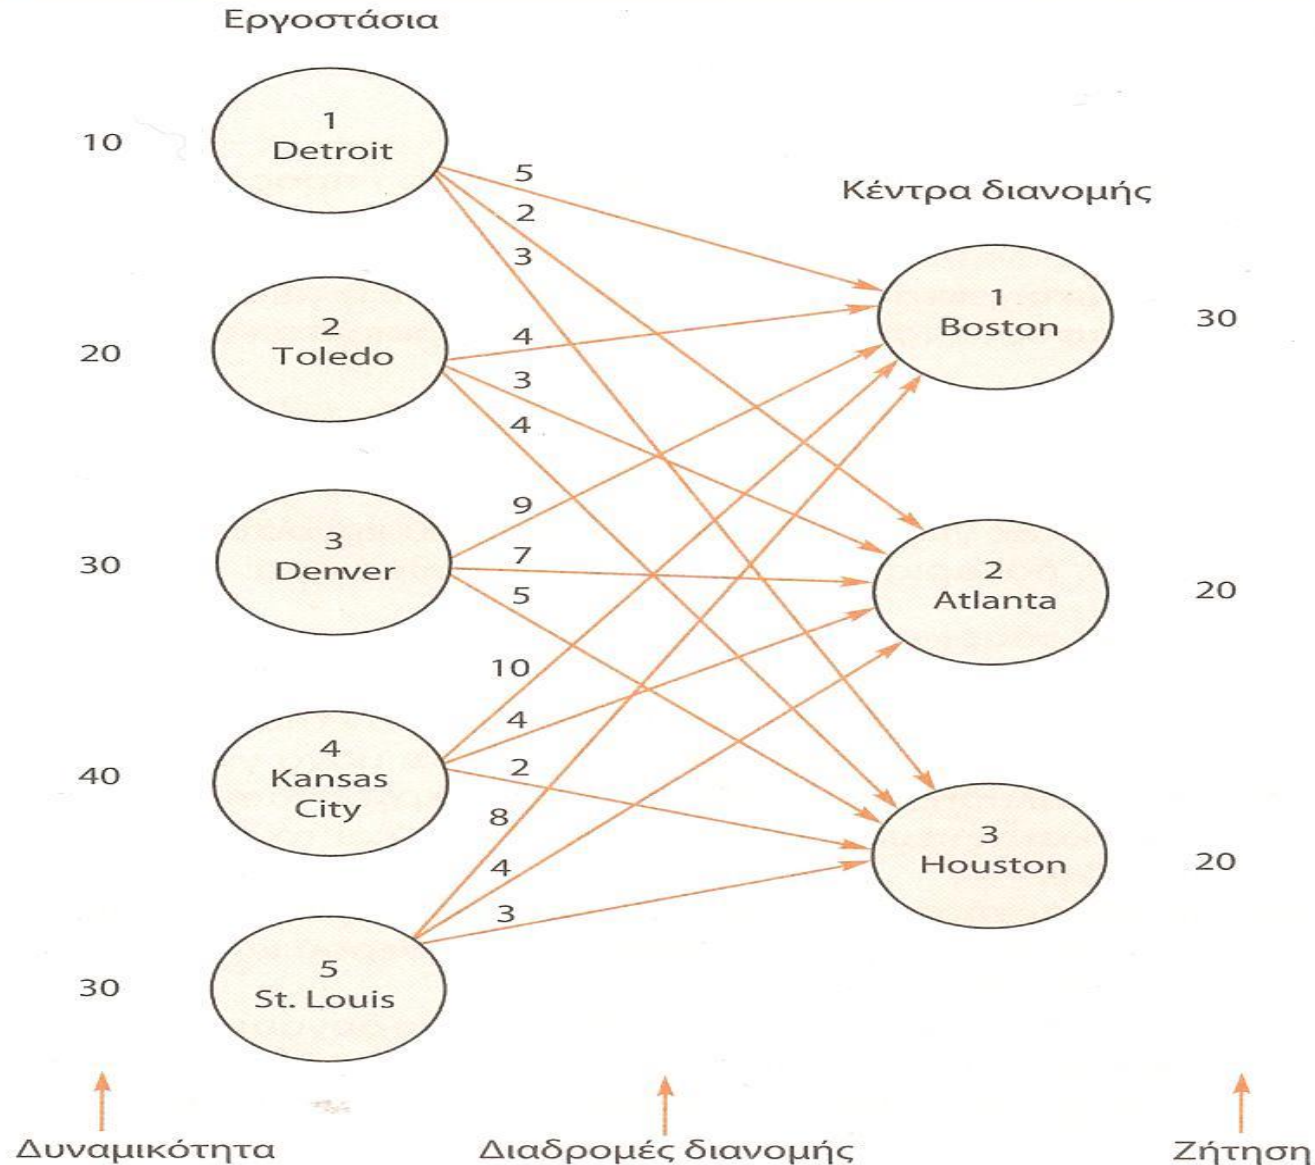 Εργοστάσια
1
Detroit
10
5
2
3
Κέντρα διανομής
1
Boston
30
2
Toledo
20
4
3
4
3
Denver
30
9
7
5
2
Atlanta
20
4
Kansas
City
40
10
4
2
3
Houston
20
5
St. Louis
30
8
4
3
Δυναμικότητα
Διαδρομές διανομής
Ζήτηση